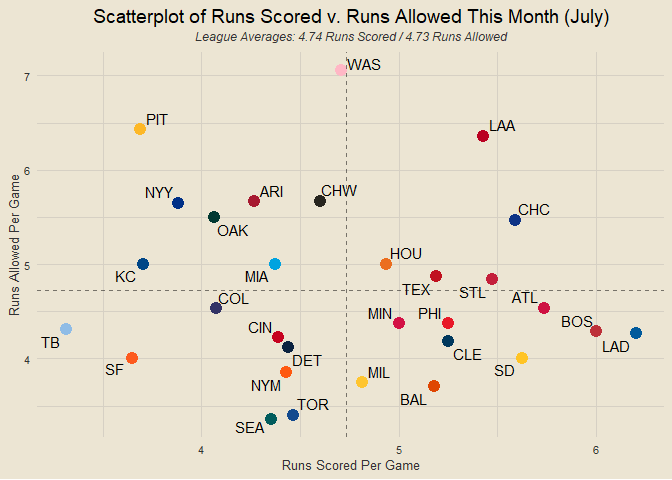 Scatterplot of Runs Scored v. Runs Allowed This Month (July)
League Averages: 4.74 Runs Scored / 4.73 Runs Allowed
WAS
7
PIT
LAA
6
NYY
ARI
CHW
CHC
OAK
HOU
5
KC
MIA
TEX
STL
COL
ATL
CIN
MIN
PHI
BOS
TB
LAD
DET
CLE
4
SF
NYM
MIL
SD
BAL
TOR
SEA
4
5
6
Runs Scored Per Game
Runs Allowed Per Game